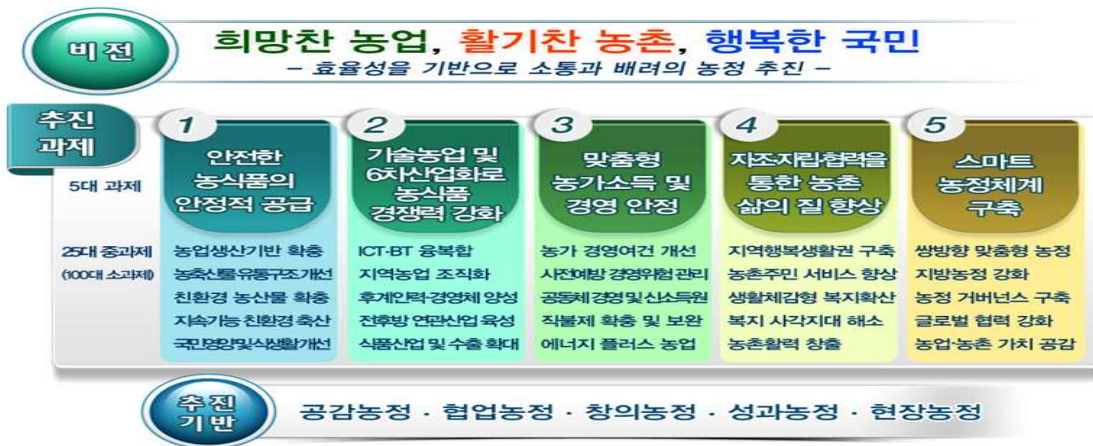 비전
희망찬 농업, 활기찬 농촌, 행복한 국민
- 효율성을 기반으로 소통과 배려의 농정 추진 -
추진
과제
5대 과제
1
안전한
농식품의
안정적 공급
2
기술농업 및
6차산업화로
농식품
경쟁력 강화
3
맞춤형
농가소득 및
경영 안정
4
자조·자립·협력을
통한 농촌
삶의 질 향상
5
스마트
농정체계
구축
25대 중과제
(100대 소과제)
농업생산기반 확충
농축산물 유통구조 개선
친환경 농산물 확충
지속가능 친환경 축산
국민영양 및 식생활 개선
ICT·BT 융복합
지역농업 조직화
후계인력·경영체 양성
전후방 연관산업 육성
식품산업 및 수출 확대
농가 경영여건 개선
사전예방 경영위험 관리
공동체 경영 및 신소득원
직불제 확충 및 보완
에너지 플러스 농업
지역행복생활권 구축
농촌주민 서비스 향상
생활체감형 복지확산
복지 사각지대 해소
농촌활력 창출
쌍방향 맞춤형 농정
지방농정 강화
농정 거버넌스 구축
글로벌 협력 강화
농업·농촌 가치 공감
추진
기반
공감농정 · 협업농정 · 창의농정 · 성과농정 · 현장농정